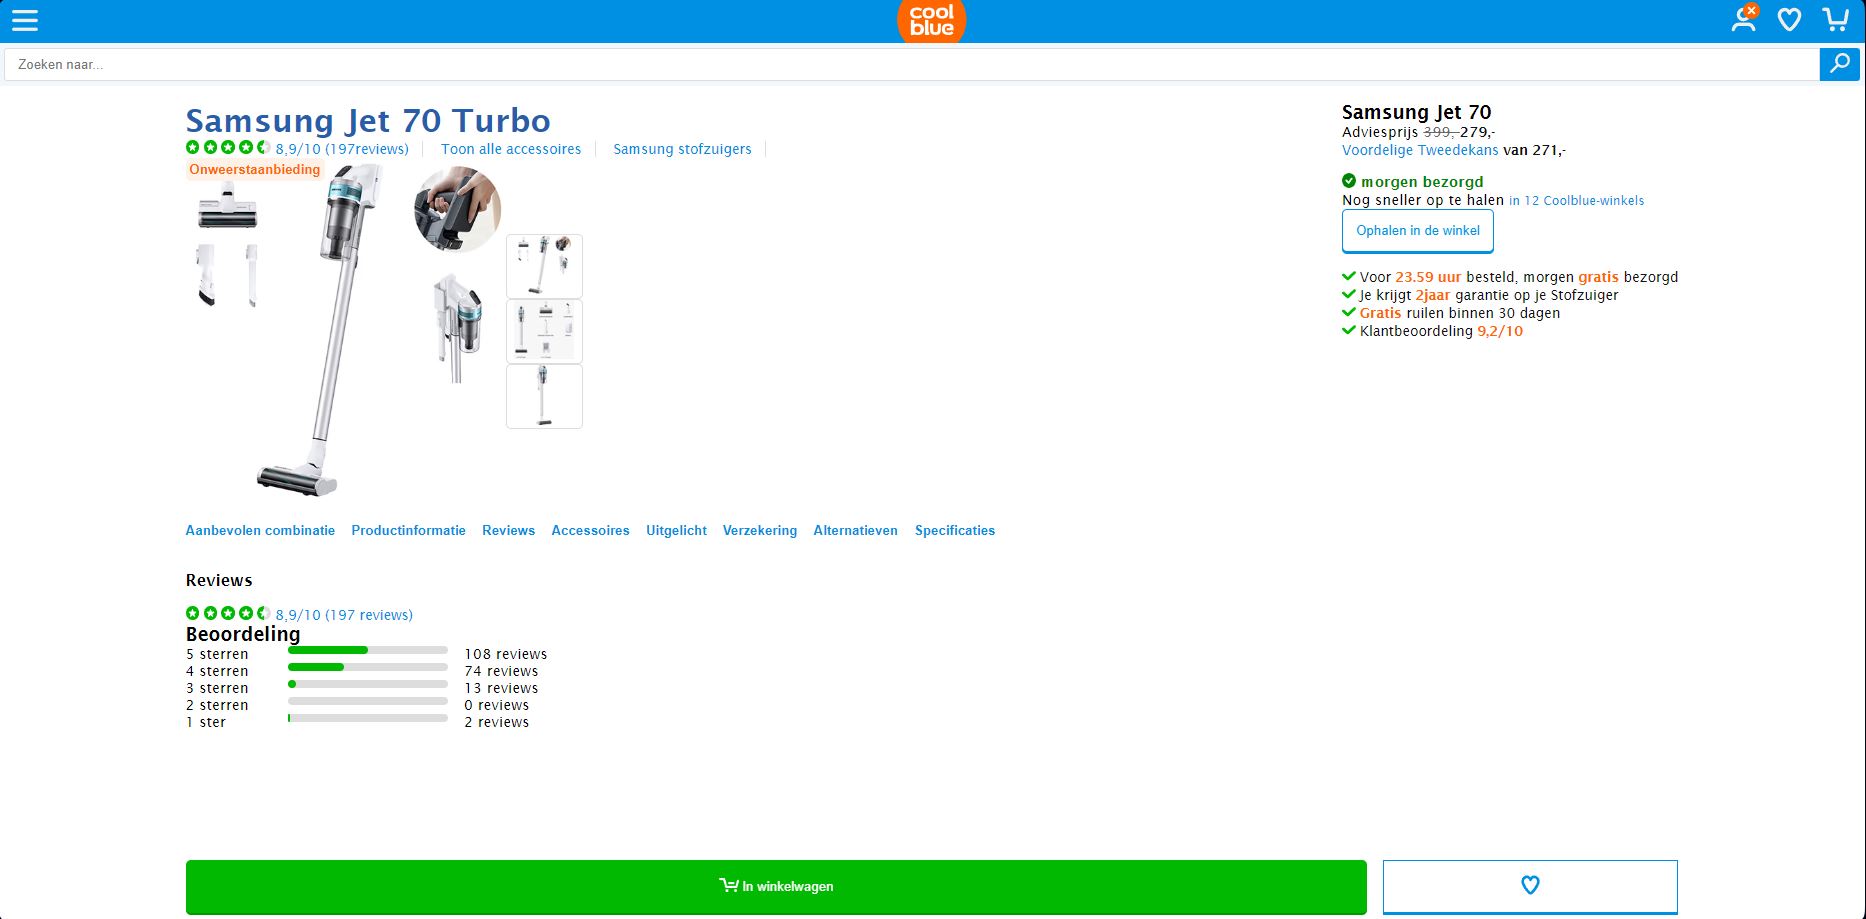 cool
blue
Zoeken naar...
Samsung Jet 70 Turbo
8,9/10 (197reviews) Toon alle accessoires Samsung stofzuigers
Onweerstaanbieding
Samsung Jet 70
Adviesprijs 399,-279,-
Voordelige Tweedekans van 271,-
morgen bezorgd
Nog sneller op te halen in 12 Coolblue-winkels
Ophalen in de winkel
Voor 23.59 uur besteld, morgen gratis bezorgd
Je krijgt 2jaar garantie op je Stofzuiger
Gratis ruilen binnen 30 dagen
Klantbeoordeling 9,2/10
Aanbevolen combinatie Productinformatie Reviews Accessoires Uitgelicht Verzekering Alternatieven Specificaties
Reviews
8,9/10 (197 reviews)
Beoordeling
5 sterren 108 reviews
4 sterren 74 reviews
3 sterren 13 reviews
2 sterren 0 reviews
1 ster 2 reviews
In winkelwagen